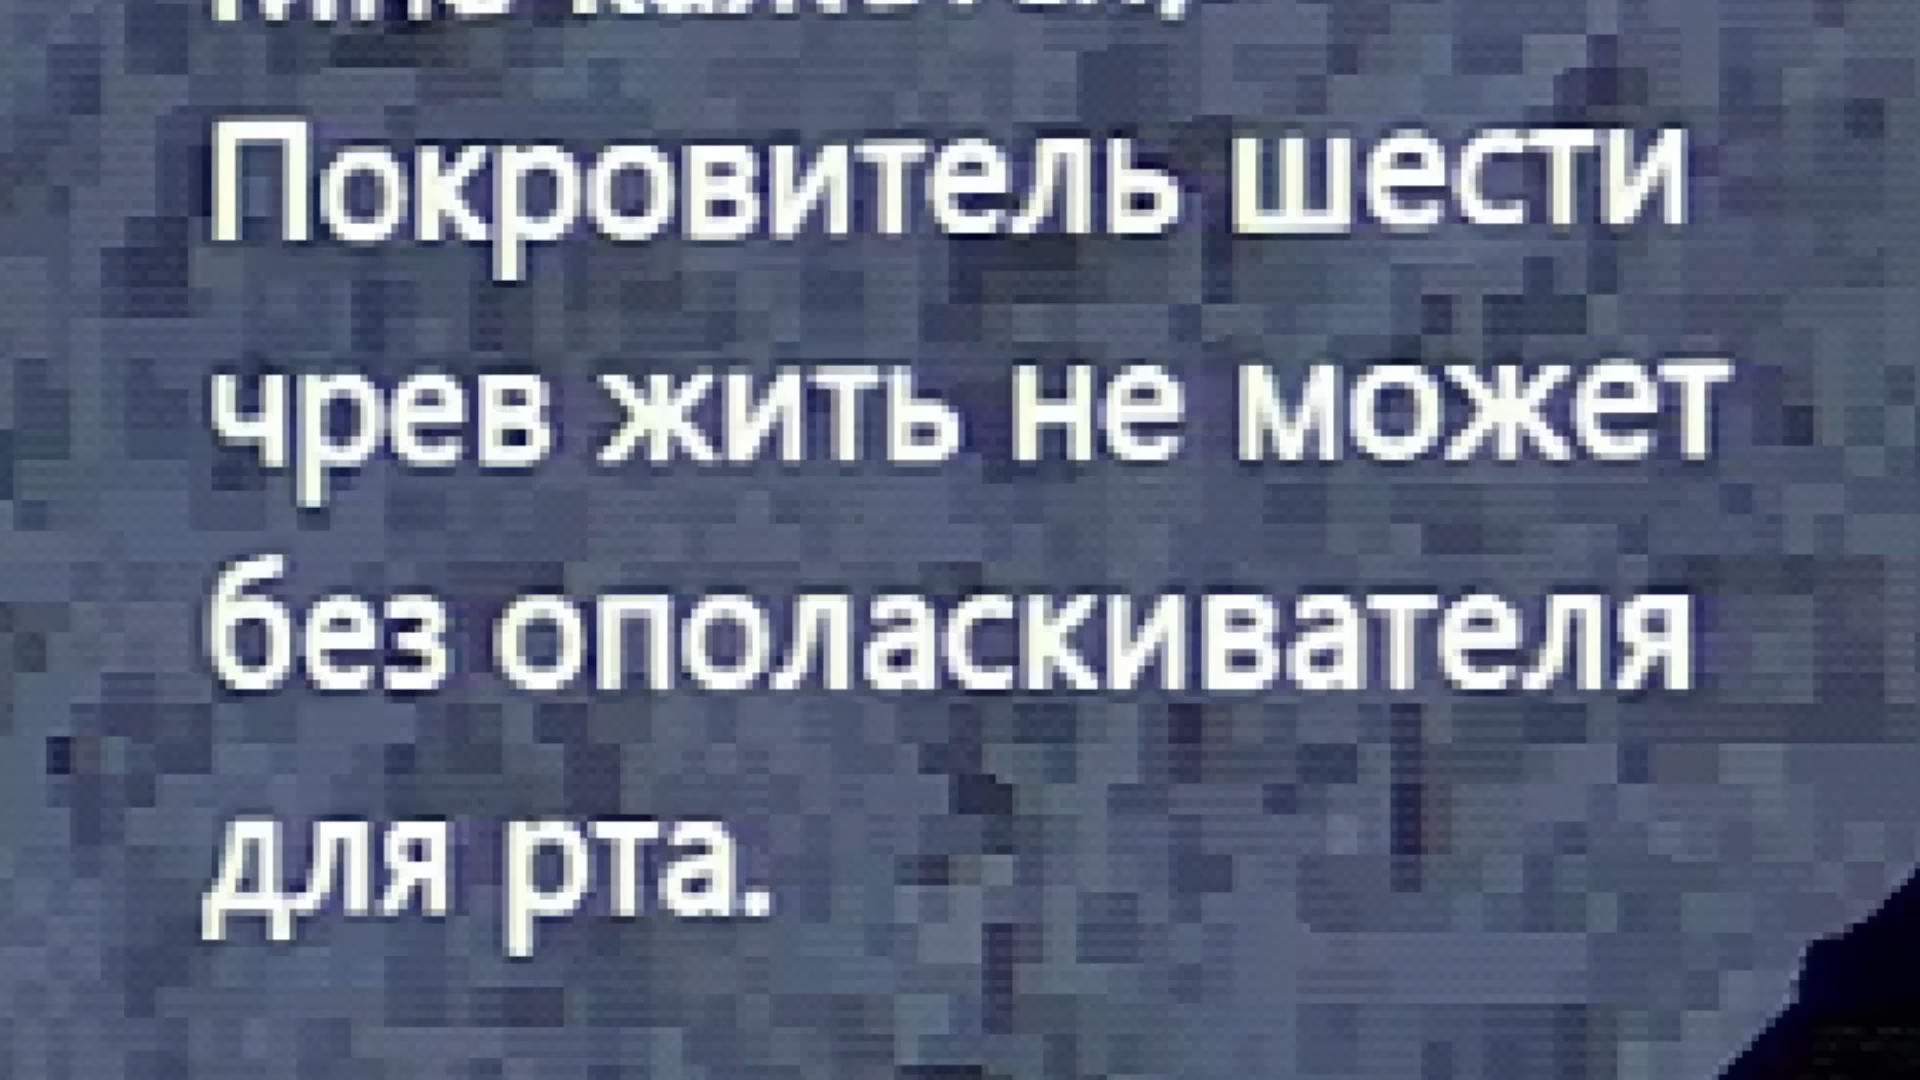 Покровитель шести
чрев жить не может
без ополаскивателя
для рта.